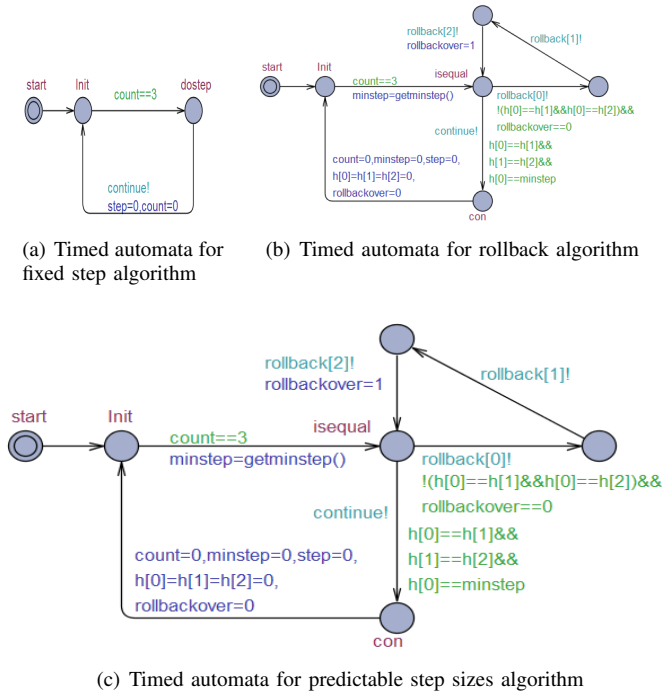 start
Init
count==3
dostep
continue!
step=0,count=0
(a) Timed automata for
fixed step algorithm
rollback[2]!
rollbackover=1
rollback[1]!
start
Init
count==3
minstep=getminstep()
isequal
rollback[0]!
!(h[0]==h[1]&&h[0]==h[2])&&
rollbackover==0
continue!
h[0]==h[1]&&
h[1]==h[2]&&
h[0]==minstep
count=0,minstep=0,step=0,
h[0]=h[1]=h[2]=0,
rollbackover=0
con
(b) Timed automata for rollback algorithm
rollback[2]!
rollbackover=1
rollback[1]!
start
Init
count==3
minstep=getminstep()
isequal
rollback[0]!
!(h[0]==h[1]&&h[0]==h[2])&&
rollbackover==0
continue!
h[0]==h[1]&&
h[1]==h[2]&&
h[0]==minstep
count=0,minstep=0,step=0,
h[0]=h[1]=h[2]=0,
rollbackover=0
con
(c) Timed automata for predictable step sizes algorithm